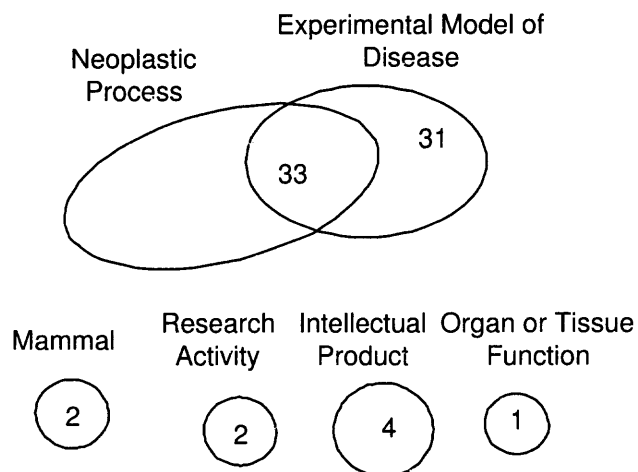 Experimental Model of
Disease
Neoplastic
Process
31
33
Mammal
Research
Activity
Intellectual
Product
Organ or Tissue
Function
2
2
4
1